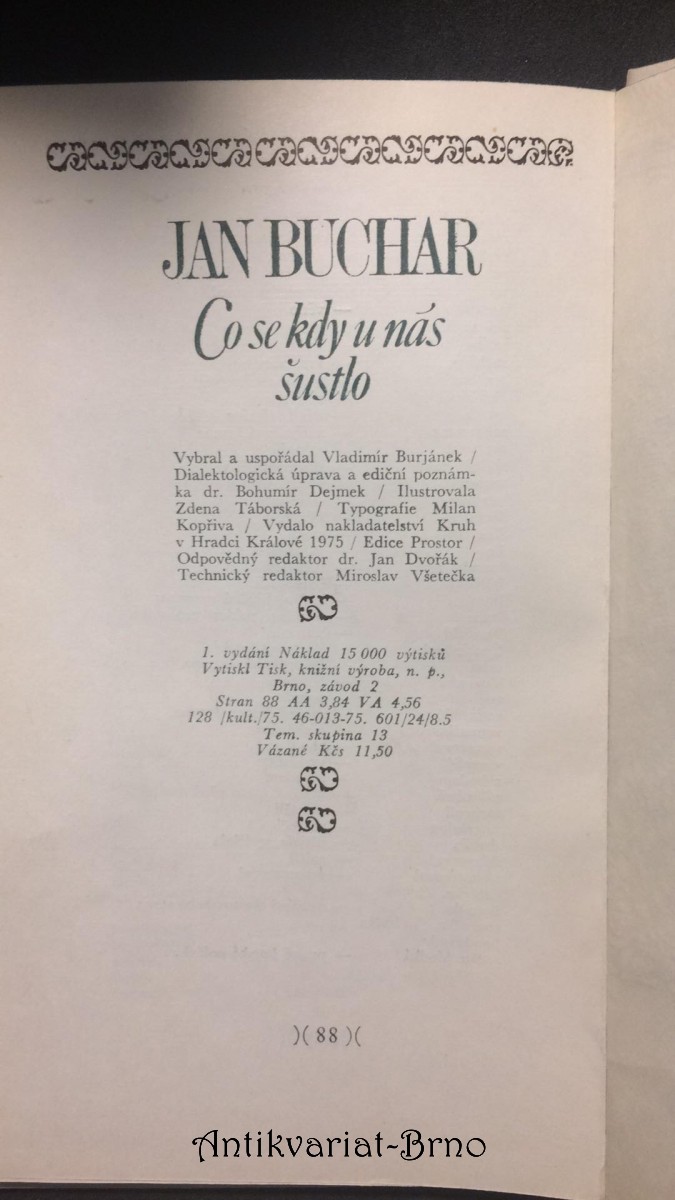 JAN BUCHAR
Co se kdy u nás
šustlo
Vybral a uspořádal Vladimír Burjánek /
Dialektologická úprava a ediční poznám-
ka dr. Bohumír Dejmek / Ilustrovala
Zdena Táborská / Typografie Milan
Kopřiva / Vydalo nakladatelství Kruh
v Hradci Králové 1975 / Edice Prostor /
Odpovědný redaktor dr. Jan Dvořák /
Technický redaktor Miroslav Všetečka
1. vydání Náklad 15 000 výtisků
Vytiskl Tisk, knižní výroba, n. p.,
Brno, závod 2
Stran 88 AA 3,84 VA 4,56
128 /kult./75. 46-013-75. 601/24/8.5
Tem. skupina 13
Vázané Kčs 11,50
)( 88 )(
Antikvariat-Brno